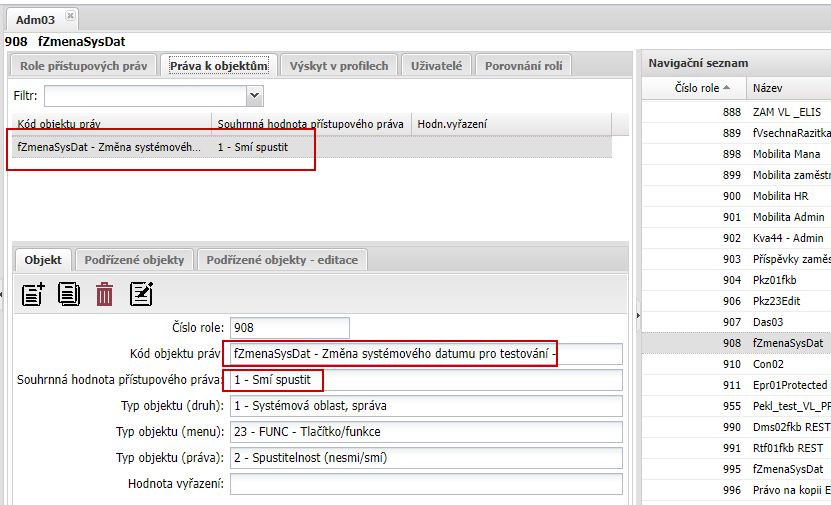 Adm03
908 fZmenaSysDat
Role přístupových práv
Práva k objektům
Výskyt v profilech
Uživatelé
Porovnání rolí
Filtr:
Kód objektu práv Souhrnná hodnota přístupového práva Hodn.vyřazení
fZmenaSysDat - Změna systémovéh... 1 - Smí spustit
Objekt
Podřízené objekty
Podřízené objekty - editace
Číslo role: 908
Kód objektu práv: fZmenaSysDat - Změna systémového datumu pro testování -
Souhrnná hodnota přístupového práva: 1 - Smí spustit
Typ objektu (druh): 1 - Systémová oblast, správa
Typ objektu (menu): 23 - FUNC - Tlačítko/funkce
Typ objektu (práva): 2 - Spustitelnost (nesmi/smí)
Hodnota vyřazení:
Navigační seznam
Číslo role Název
888 ZAM VL _ELIS
889 fVsechnaRazitka
898 Mobilita Mana
899 Mobilita zaměstn
900 Mobilita HR
901 Mobilita Admin
902 Kva44 - Admin
903 Příspěvky zaměs
904 Pkz01fkb
906 Pkz23Edit
907 Das03
908 fZmenaSysDat
910 Con02
911 Epr01Protected
955 Pekl_test_VL_PP
990 Dms02fkb REST
991 Rtf01fkb REST
995 fZmenaSysDat
996 Právo na kopii E